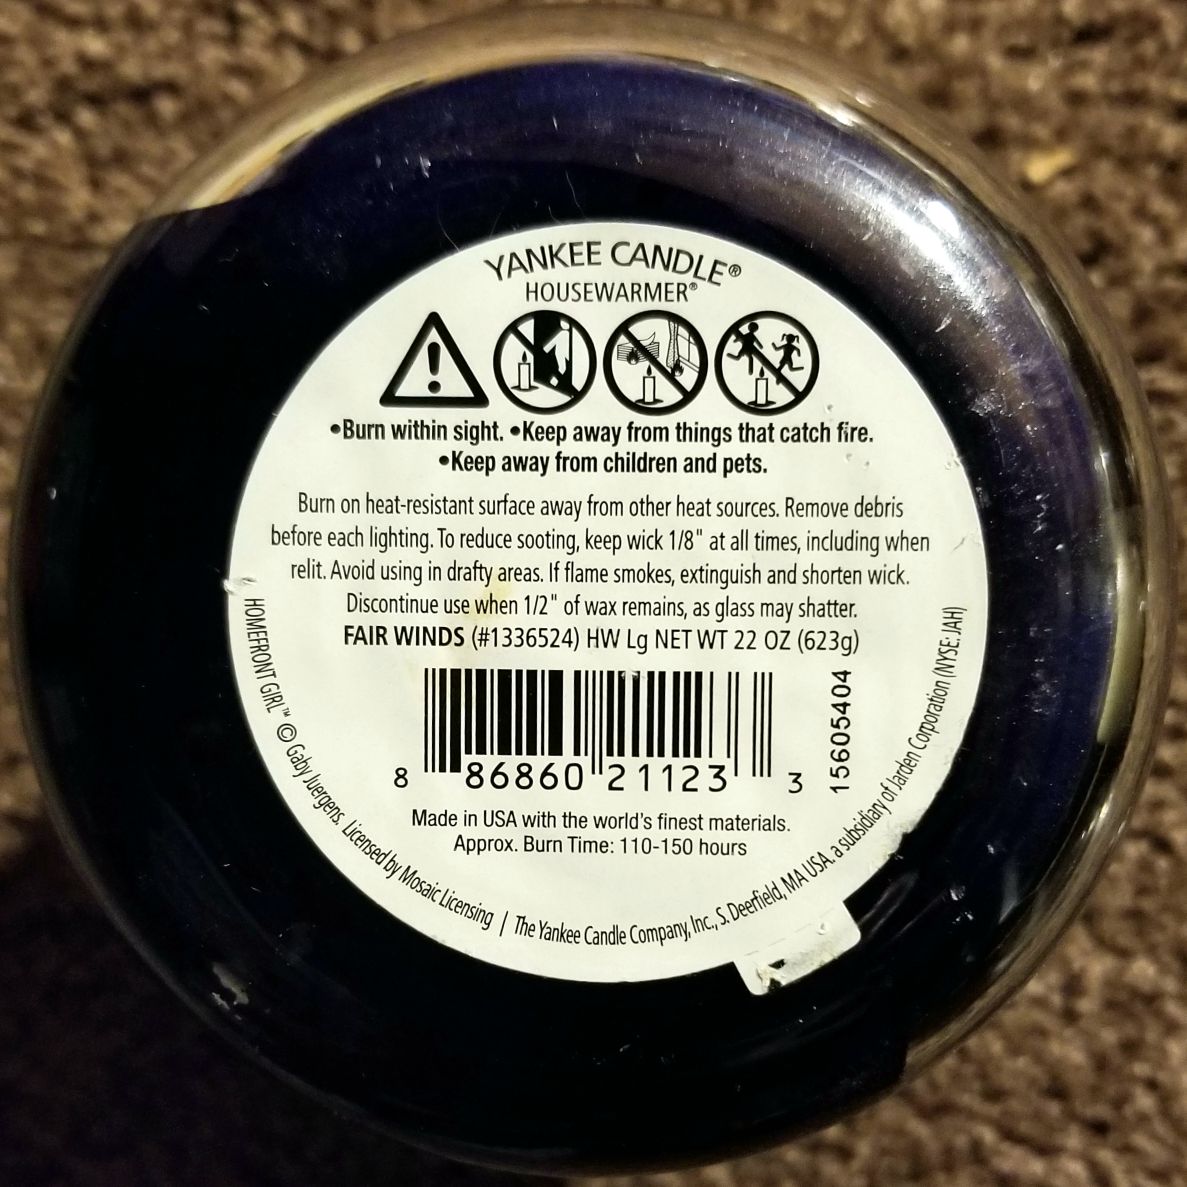 YANKEE CANDLE®
HOUSEWARMER®
•Burn within sight. •Keep away from things that catch fire.
•Keep away from children and pets.
Burn on heat-resistant surface away from other heat sources. Remove debris
before each lighting. To reduce sooting, keep wick 1/8" at all times, including when
relit. Avoid using in drafty areas. If flame smokes, extinguish and shorten wick.
Discontinue use when 1/2" of wax remains, as glass may shatter.
FAIR WINDS (#1336524) HW Lg NET WT 22 OZ (623g)
8 86860 21123 3
15605404
Made in USA with the world's finest materials.
Approx. Burn Time: 110-150 hours
HOMEFRONT GIRL™ © Gaby Juergens. Licensed by Mosaic Licensing | The Yankee Candle Company, Inc., S. Deerfield, MA USA. a subsidiary of Jarden Corporation (NYSE: JAH)